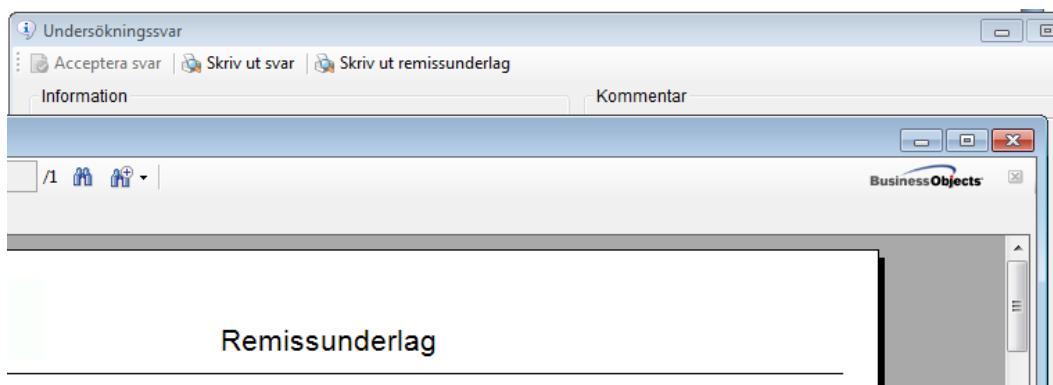 Undersökningssvar
Acceptera svar Skriv ut svar Skriv ut remissunderlag
Information Kommentar
/1 BusinessObjects
Remissunderlag